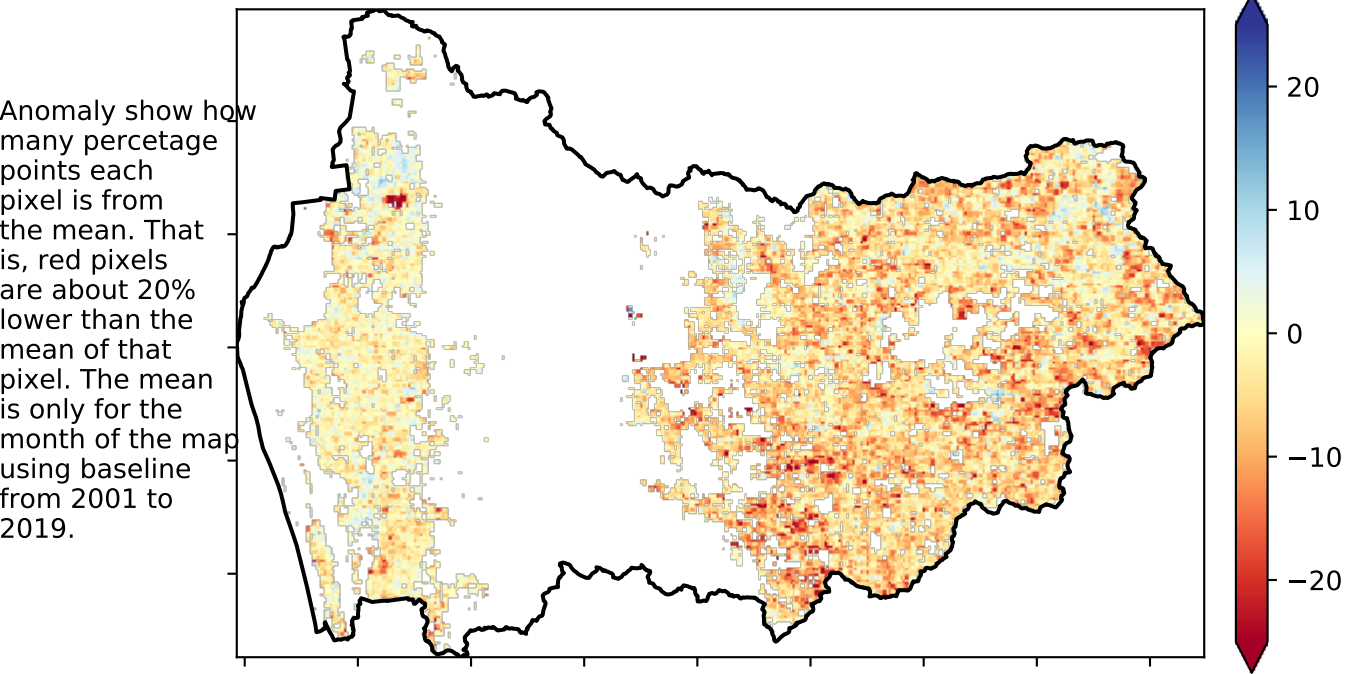 Anomaly show how
many percetage
points each
pixel is from
the mean. That
is, red pixels
are about 20%
lower than the
mean of that
pixel. The mean
is only for the
month of the map
using baseline
from 2001 to
2019.
20
10
0
−10
−20